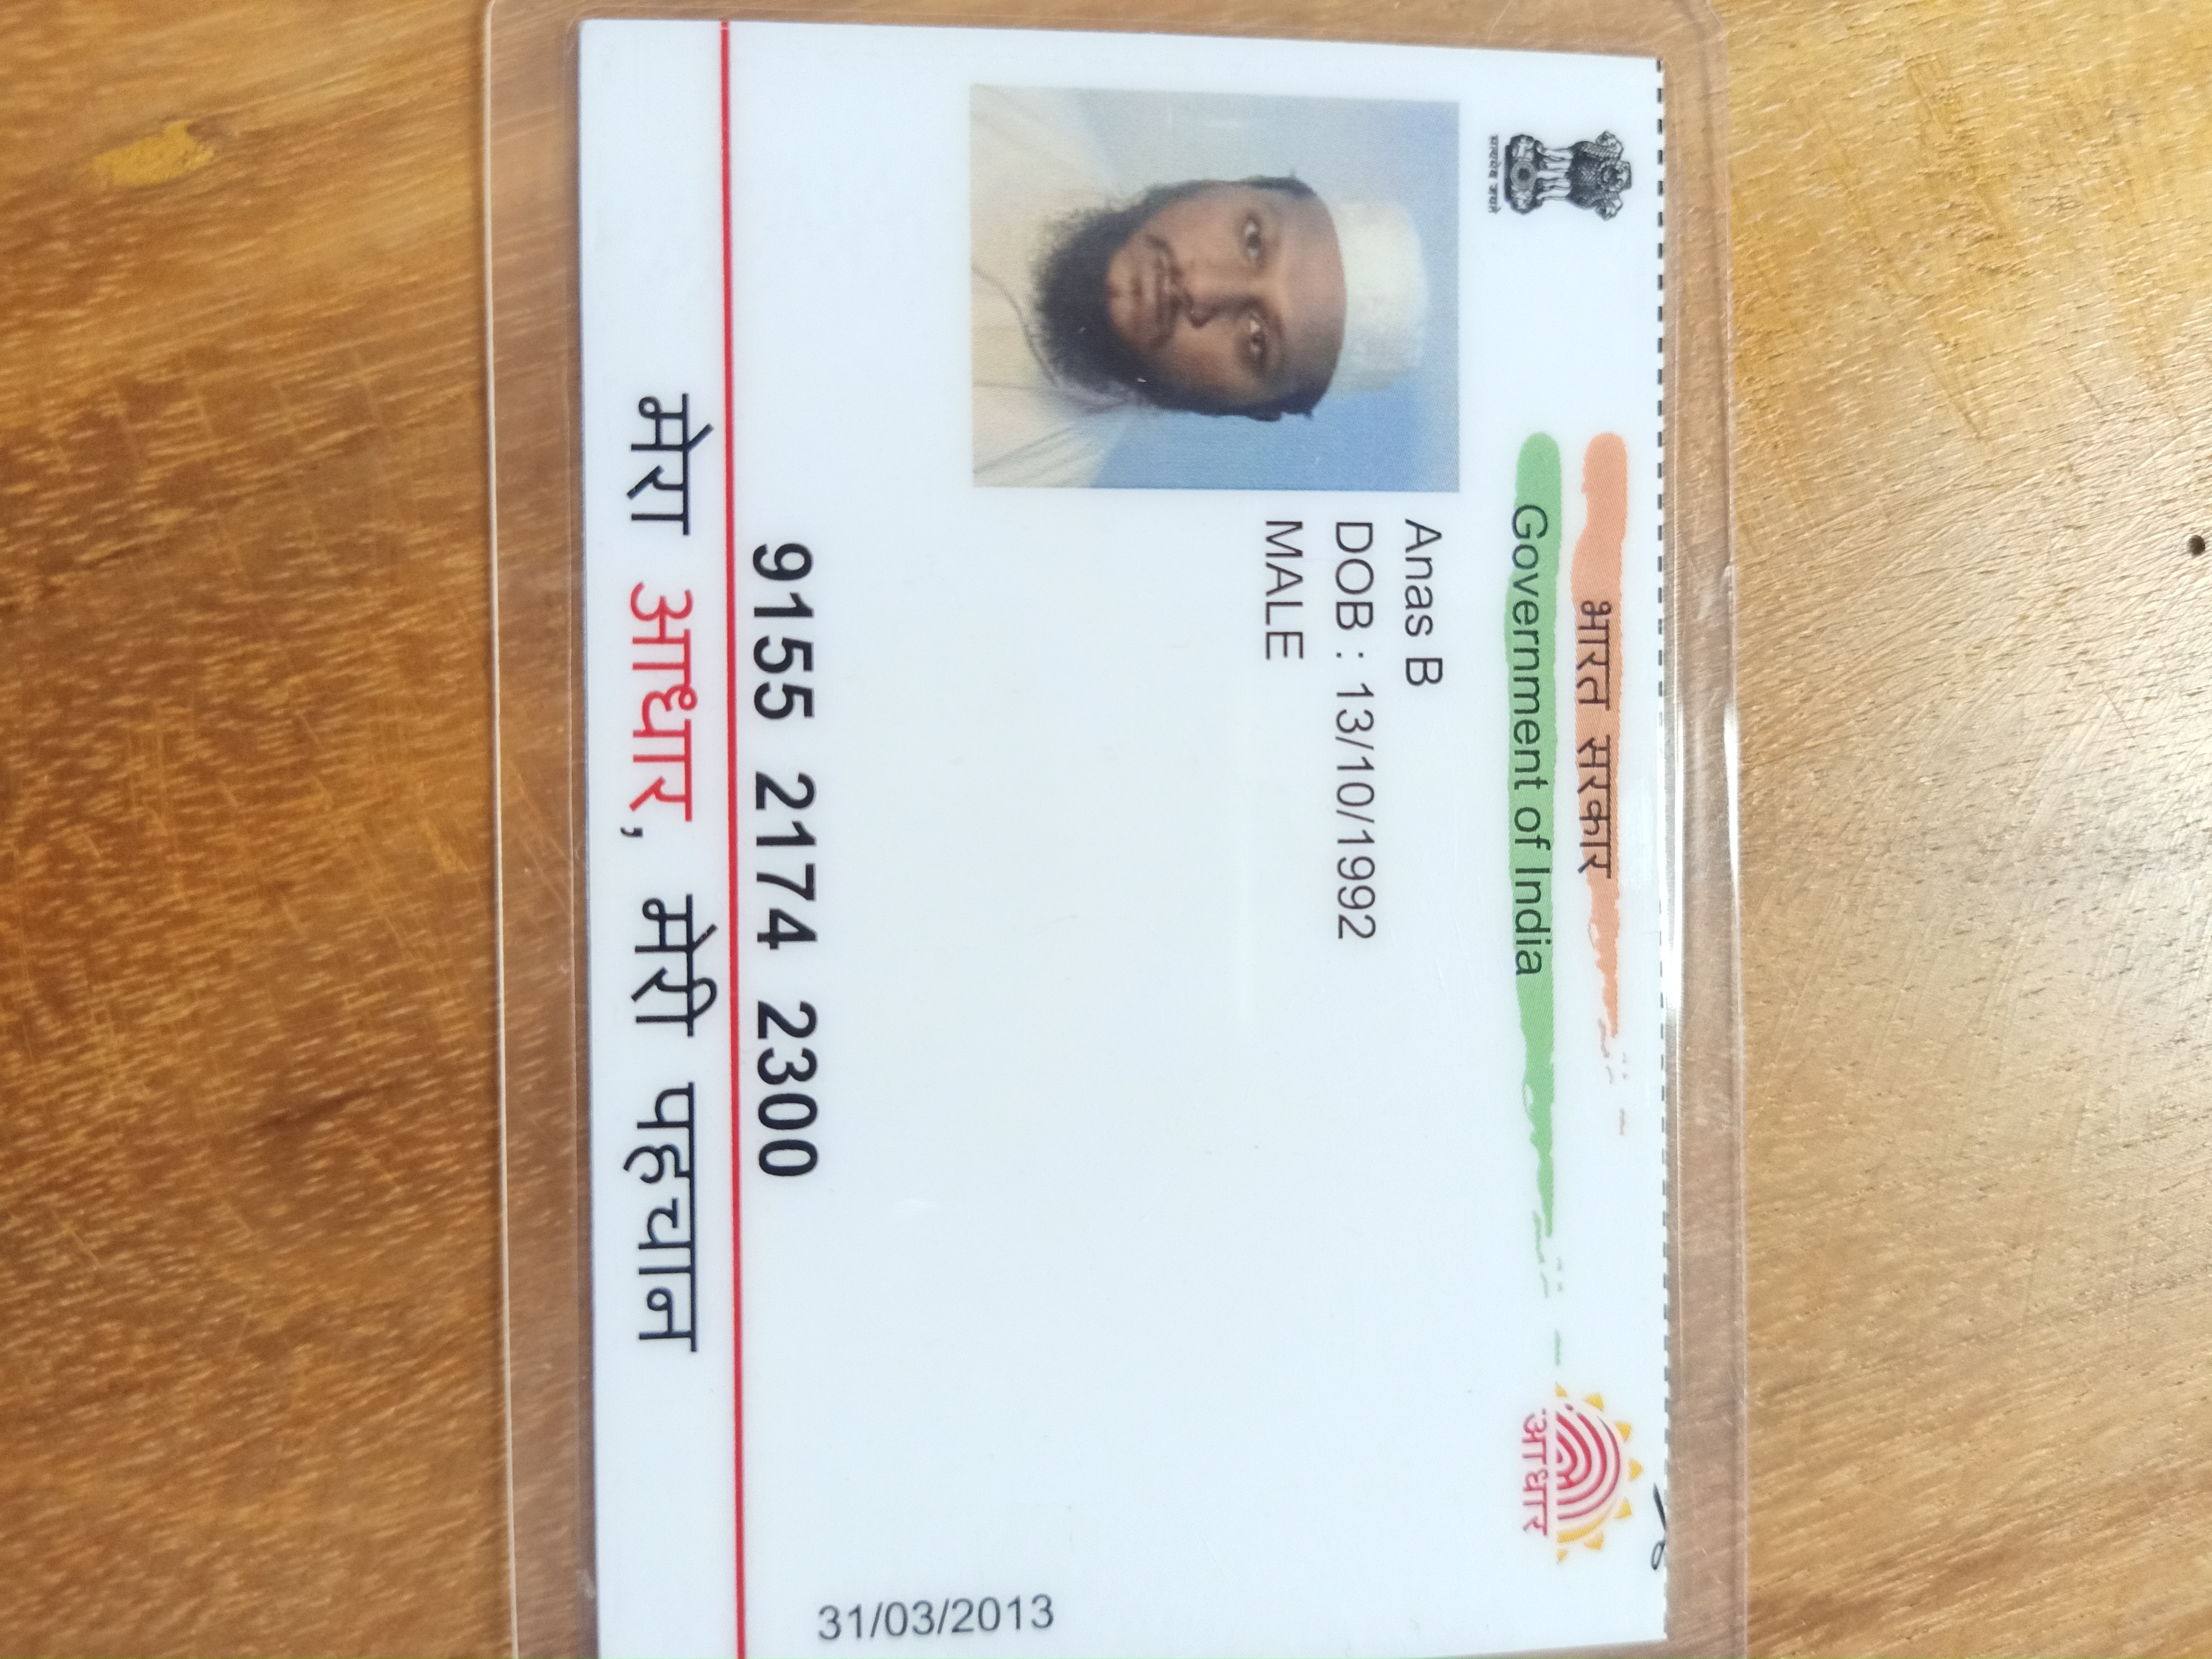 भारत सरकार
Government of India
सत्यमेव जयते
आधार
Anas B
DOB : 13/10/1992
MALE
31/03/2013
9155 2174 2300
मेरा आधार, मेरी पहचान